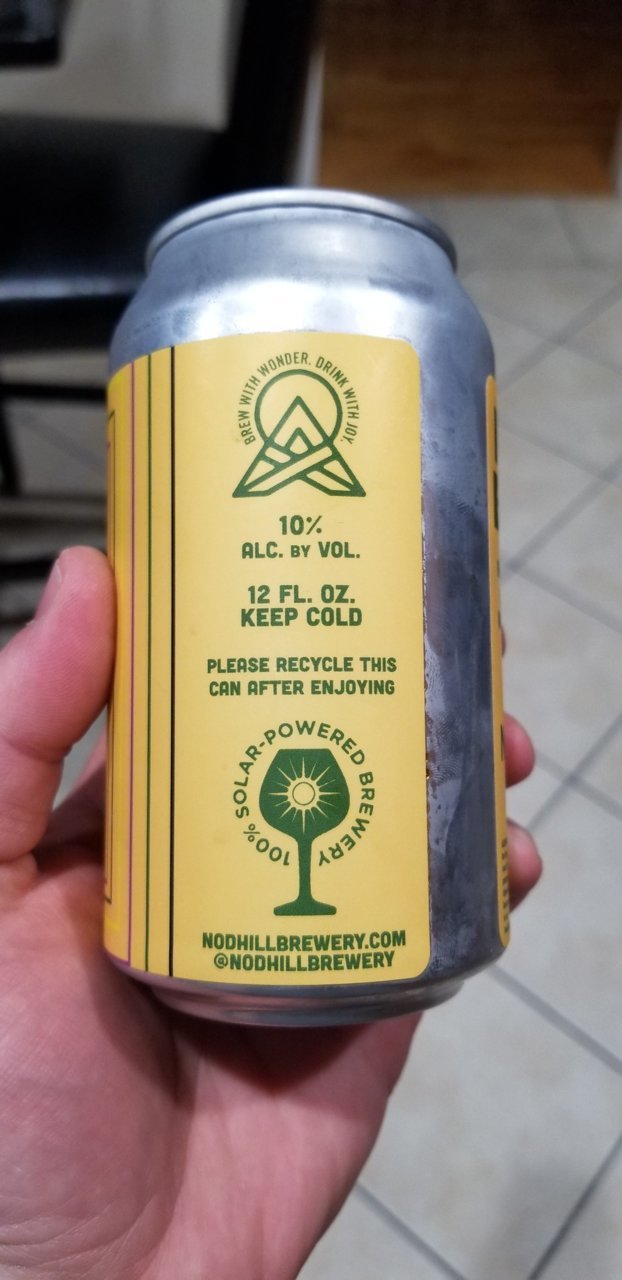 BREW WITH WONDER. DRINK WITH JOY.
10%
ALC. BY VOL.
12 FL. OZ.
KEEP COLD
PLEASE RECYCLE THIS
CAN AFTER ENJOYING
100% SOLAR-POWERED BREWERY
NODHILLBREWERY.COM
@NODHILLBREWERY